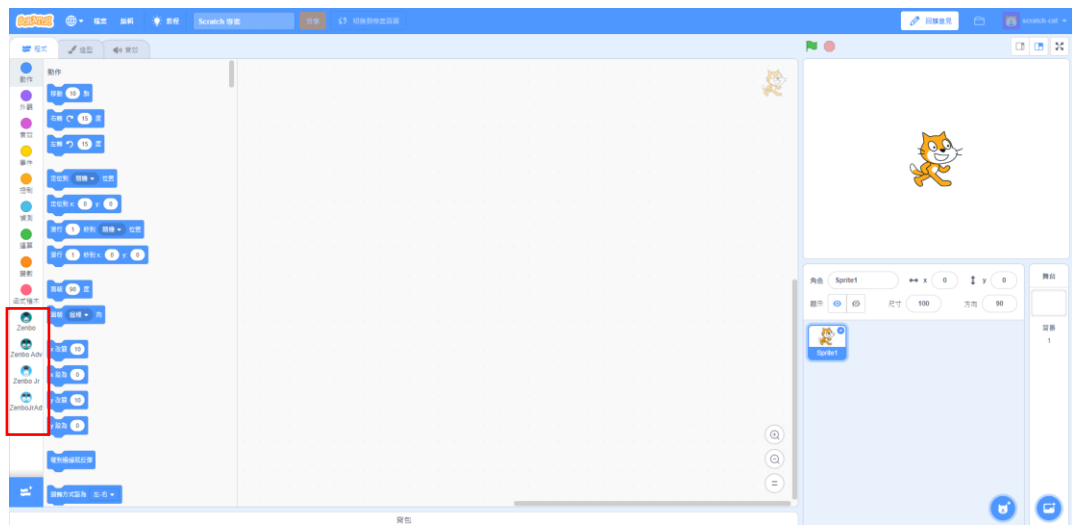 SCRATCH 檔案 編輯 教程 Scratch 專案 分享 切換到專案頁面 回饋意見 scratch-cat
程式 造型 音效
動作
外觀
音效
事件
控制
偵測
運算
變數
函式積木
Zenbo
Zenbo Adv
Zenbo Jr
ZenboJrAd
動作
移動 10 點
右轉 15 度
左轉 15 度
定位到 隨機 位置
定位到 x: 0 y: 0
滑行 1 秒到 隨機 位置
滑行 1 秒到 x: 0 y: 0
面朝 90 度
面朝 鼠標 向
x 改變 10
x 設為 0
y 改變 10
y 設為 0
碰到邊緣就反彈
迴轉方式設為 左-右
角色 Sprite1 x 0 y 0
顯示 尺寸 100 方向 90
Sprite1
舞台
背景
1
背包